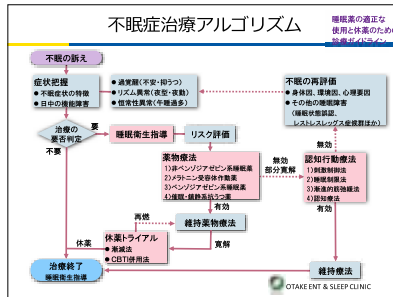 不眠症治療アルゴリズム
睡眠薬の適正な
使用と休薬のための
診療ガイドライン
不眠の訴え
症状把握
● 不眠症状の特徴
● 日中の機能障害
● 過覚醒(不安・抑うつ)
● リズム異常(夜型・夜勤)
● 恒常性異常(午睡過多)
不眠の再評価
● 身体因、環境因、心理要因
● その他の睡眠障害
(睡眠状態誤認、
レストレスレッグス症候群ほか)
治療の
要否判定
要
不要
睡眠衛生指導
リスク評価
無効
薬物療法
1)非ベンゾジアゼピン系睡眠薬
2)メラトニン受容体作動薬
3)ベンゾジアゼピン系睡眠薬
4)催眠・鎮静系抗うつ薬
無効
部分寛解
認知行動療法
1)刺激制御法
2)睡眠制限法
3)漸進的筋弛緩法
4)認知療法
有効
有効
再燃
維持薬物療法
休薬トライアル
● 漸減法
● CBTI併用法
寛解
休薬
治療終了
睡眠衛生指導
維持療法
OTAKE ENT & SLEEP CLINIC